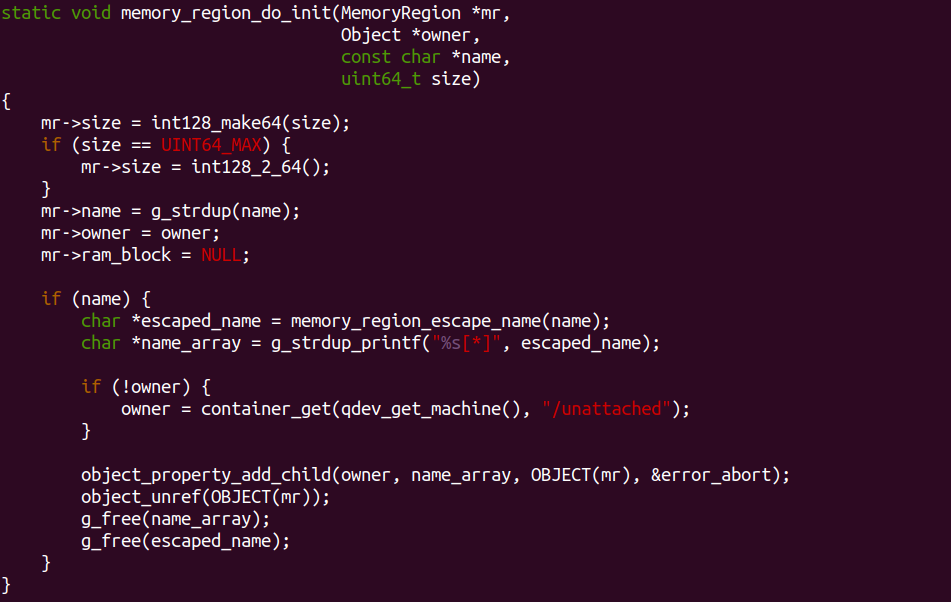 static void memory_region_do_init(MemoryRegion *mr,
                                  Object *owner,
                                  const char *name,
                                  uint64_t size)
{
    mr->size = int128_make64(size);
    if (size == UINT64_MAX) {
        mr->size = int128_2_64();
    }
    mr->name = g_strdup(name);
    mr->owner = owner;
    mr->ram_block = NULL;

    if (name) {
        char *escaped_name = memory_region_escape_name(name);
        char *name_array = g_strdup_printf("%s[*]", escaped_name);

        if (!owner) {
            owner = container_get(qdev_get_machine(), "/unattached");
        }

        object_property_add_child(owner, name_array, OBJECT(mr), &error_abort);
        object_unref(OBJECT(mr));
        g_free(name_array);
        g_free(escaped_name);
    }
}